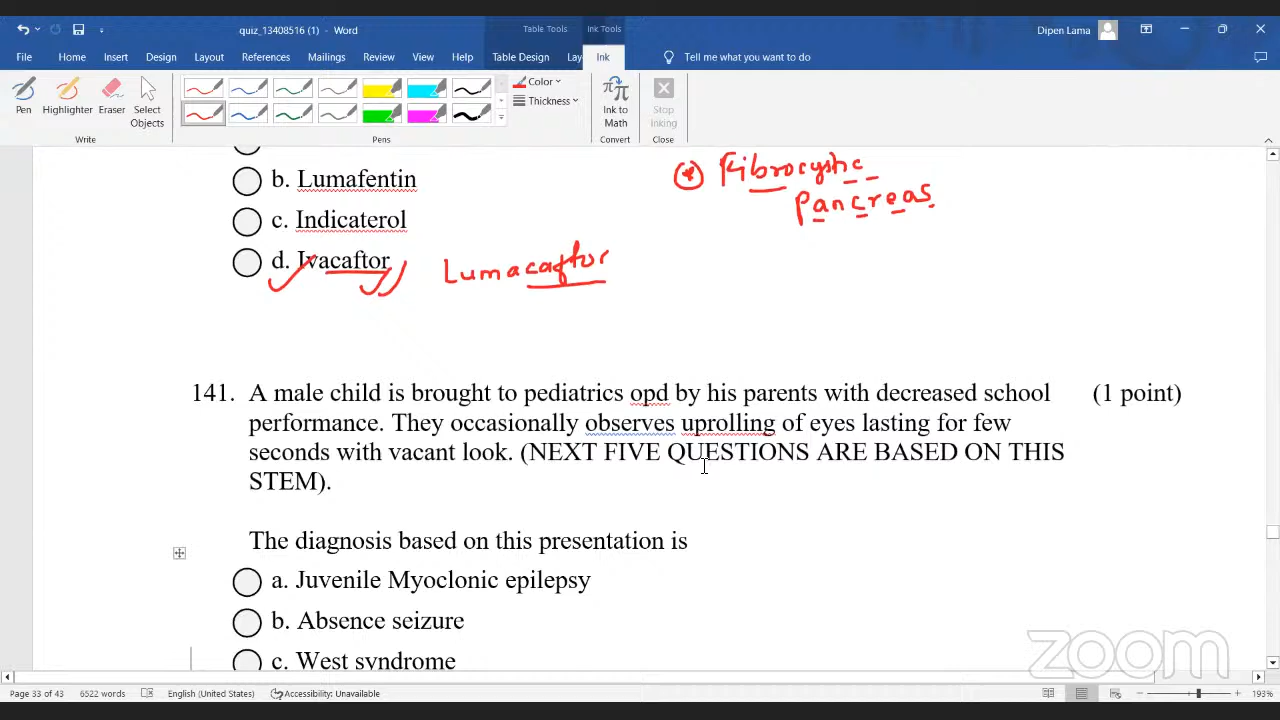 quiz_13408516 (1) - Word
Table Tools
Ink Tools
Dipen Lama
File Home Insert Design Layout References Mailings Review View Help Table Design Lay Ink Tell me what you want to do
Pen
Highlighter
Eraser
Select Objects
Color
Thickness
Ink to Math
Stop Inking
Write
Pens
Convert
Close
Fibrocystic
Pancreas
b. Lumafentin
c. Indicaterol
d. Ivacaftor
Lumacaftor
141. A male child is brought to pediatrics opd by his parents with decreased school (1 point)
performance. They occasionally observes uprolling of eyes lasting for few
seconds with vacant look. (NEXT FIVE QUESTIONS ARE BASED ON THIS
STEM).
The diagnosis based on this presentation is
a. Juvenile Myoclonic epilepsy
b. Absence seizure
c. West syndrome
zoom
Page 33 of 43 6522 words English (United States) Accessibility: Unavailable 193%